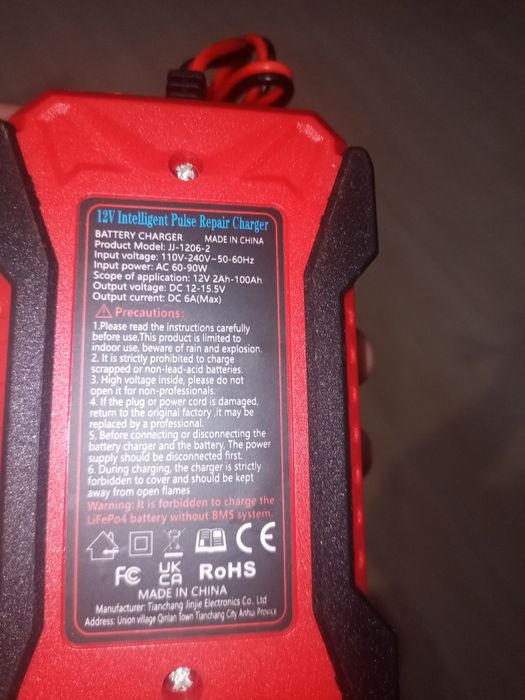 12V Intelligent Pulse Repair Charger
BATTERY CHARGER MADE IN CHINA
Product Model: JJ-1206-2
Input voltage: 110V-240V~50-60Hz
Input power: AC 60-90W
Scope of application: 12V 2Ah-100Ah
Output voltage: DC 12-15.5V
Output current: DC 6A(Max)
Precautions:
1.Please read the instructions carefully
before use.This product is limited to
indoor use, beware of rain and explosion.
2. It is strictly prohibited to charge
scrapped or non-lead-acid batteries.
3. High voltage inside, please do not
open it for non-professionals.
4. If the plug or power cord is damaged,
return to the original factory ,it may be
replaced by a professional.
5. Before connecting or disconnecting the
battery charger and the battery, The power
supply should be disconnected first.
6. During charging, the charger is strictly
forbidden to cover and should be kept
away from open flames
Warning: It is forbidden to charge the
LiFePo4 battery without BMS system.
CE
FC UK CA RoHS
MADE IN CHINA
Manufacturer: Tianchang Jinjie Electronics Co. Ltd
Address: Union village Qinlan Town Tianchang City Anhui Provice